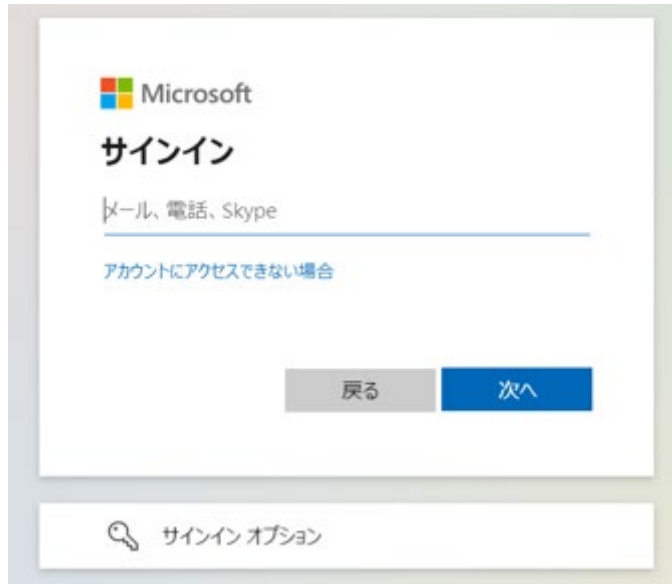 Microsoft
サインイン
メール、電話、Skype
アカウントにアクセスできない場合
戻る
次へ
サインイン オプション